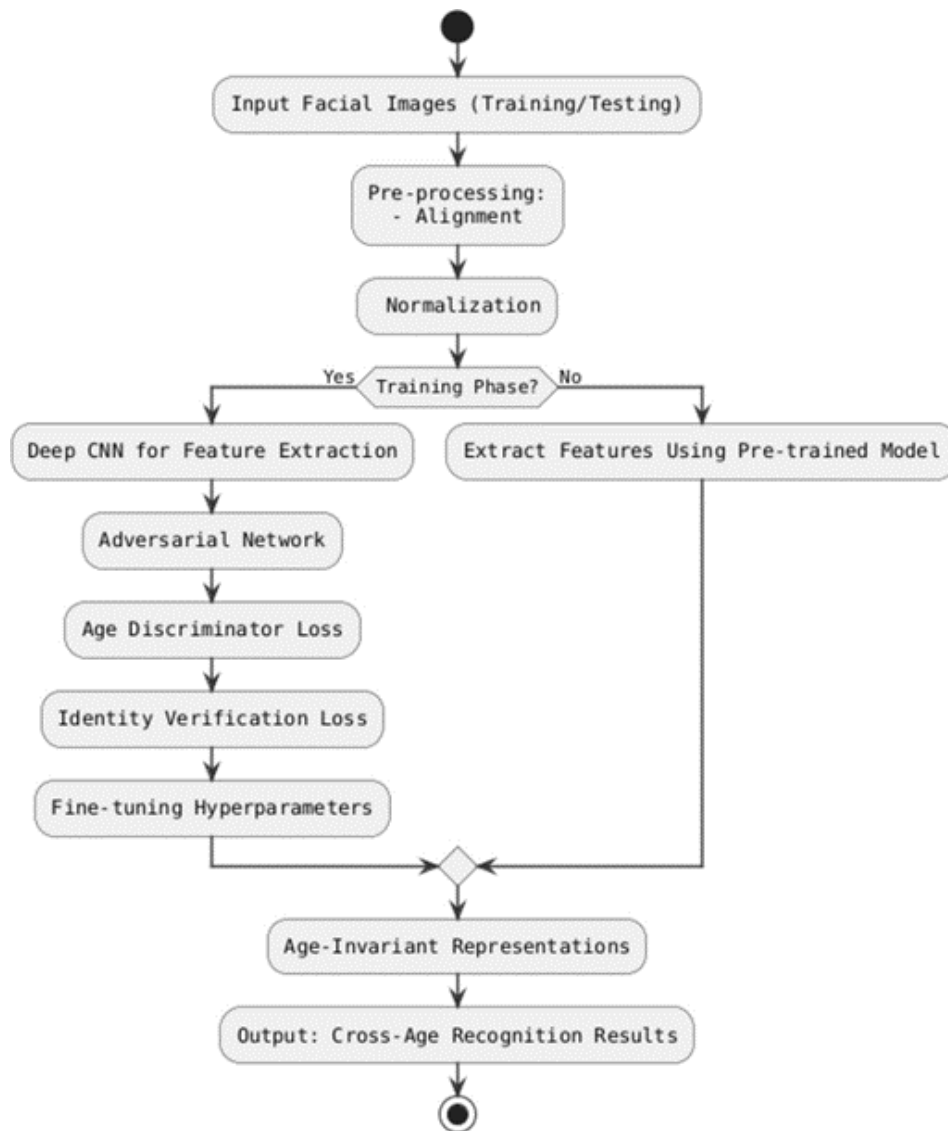 Input Facial Images (Training/Testing)
Pre-processing:
- Alignment
Normalization
Yes
Training Phase?
No
Deep CNN for Feature Extraction
Extract Features Using Pre-trained Model
Adversarial Network
Age Discriminator Loss
Identity Verification Loss
Fine-tuning Hyperparameters
Age-Invariant Representations
Output: Cross-Age Recognition Results